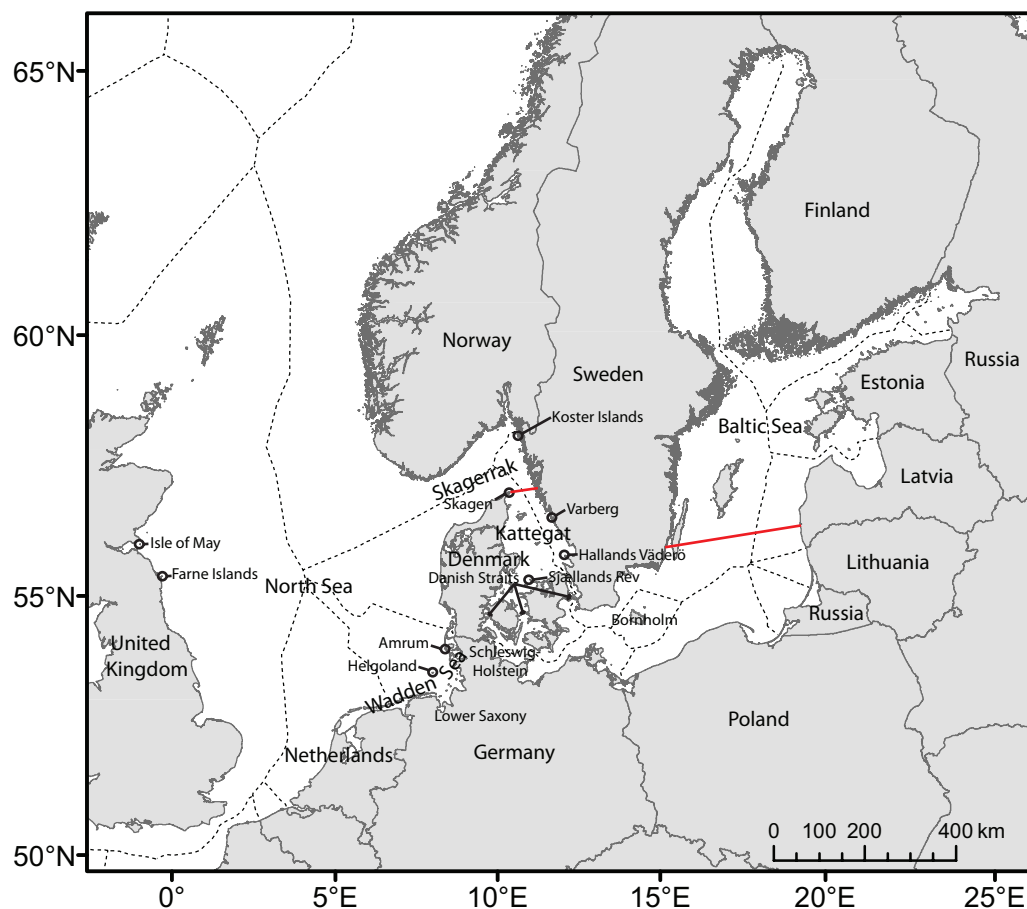 65°N
60°N
55°N
50°N
0
5°E
10°E
15°E
20°E
25°E
Finland
Norway
Sweden
Russia
Estonia
Koster Islands
Baltic Sea
Skagerrak
Latvia
Skagen
Varberg
Kattegat
Isle of May
Hallands Väderö
Denmark
Lithuania
Farne Islands
Danish Straits
Sjællands Rev
North Sea
Russia
Bornholm
United
Kingdom
Amrum
Schleswig-
Holstein
Helgoland
Wadden Sea
Lower Saxony
Poland
Netherlands
Germany
0 100 200 400 km